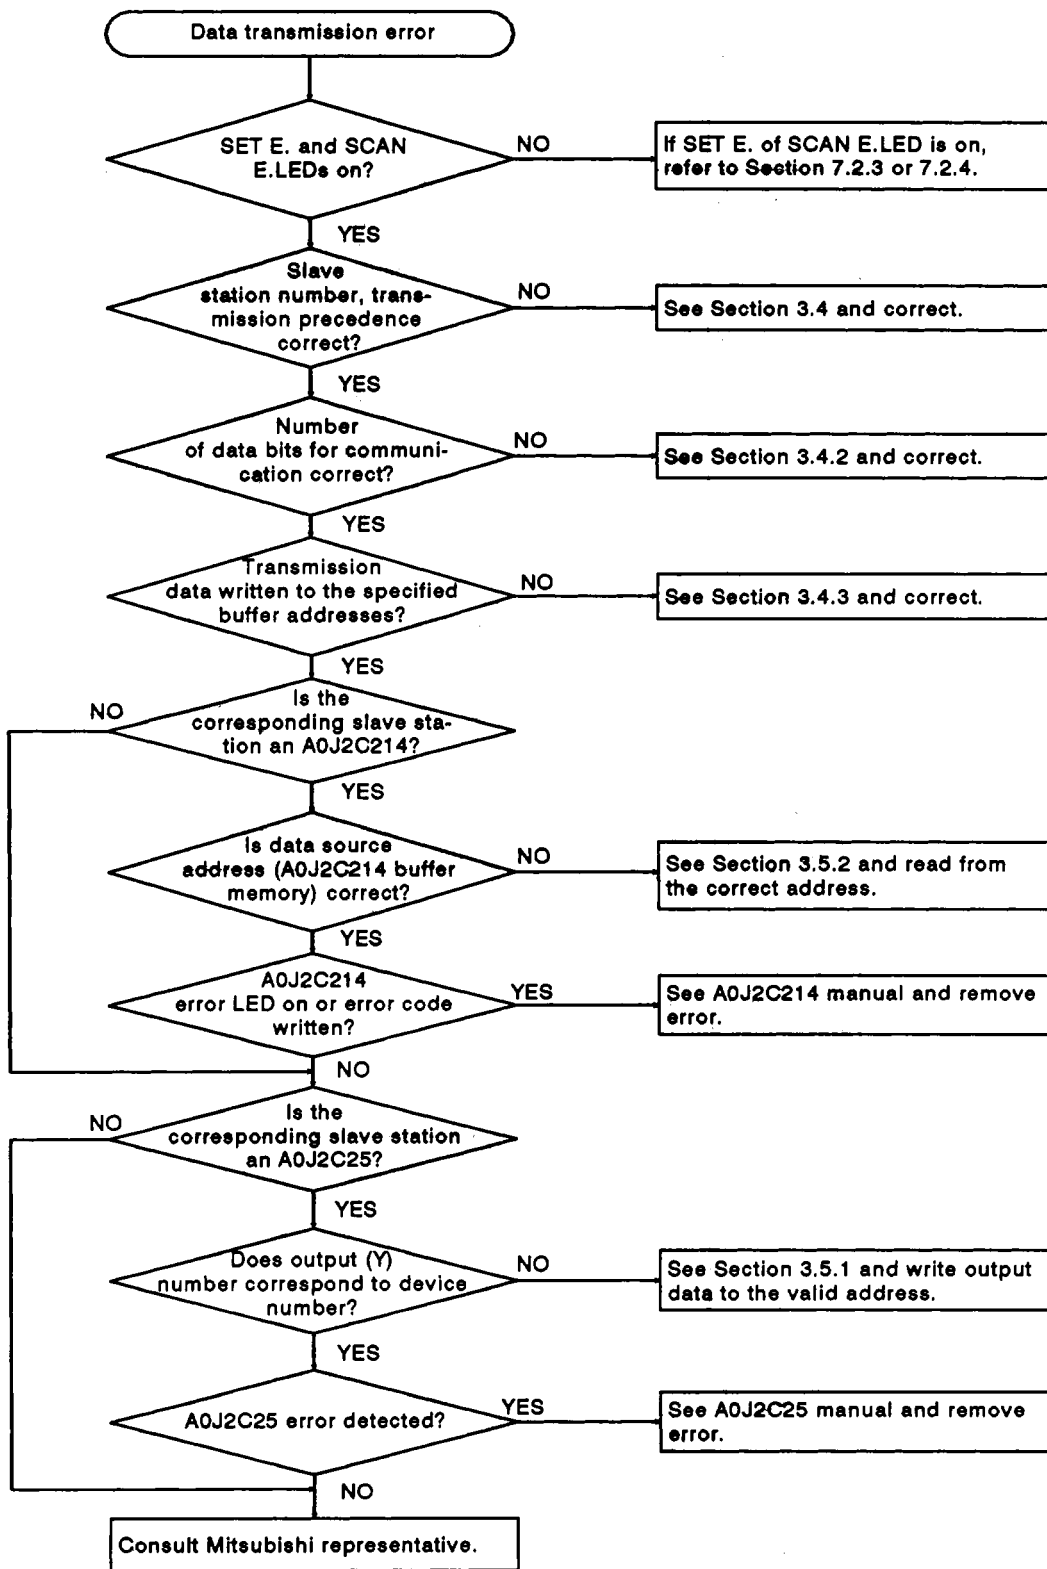 Data transmission error
SET E. and SCAN
E.LEDs on?
NO
If SET E. of SCAN E.LED is on,
refer to Section 7.2.3 or 7.2.4.
YES
Slave
station number, trans-
mission precedence
correct?
NO
See Section 3.4 and correct.
YES
Number
of data bits for communi-
cation correct?
NO
See Section 3.4.2 and correct.
YES
Transmission
data written to the specified
buffer addresses?
NO
See Section 3.4.3 and correct.
YES
Is the
corresponding slave sta-
tion an A0J2C214?
NO
YES
Is data source
address (A0J2C214 buffer
memory) correct?
NO
See Section 3.5.2 and read from
the correct address.
YES
A0J2C214
error LED on or error code
written?
YES
See A0J2C214 manual and remove
error.
NO
Is the
corresponding slave station
an A0J2C25?
NO
YES
Does output (Y)
number correspond to device
number?
NO
See Section 3.5.1 and write output
data to the valid address.
YES
A0J2C25 error detected?
YES
See A0J2C25 manual and remove
error.
NO
Consult Mitsubishi representative.